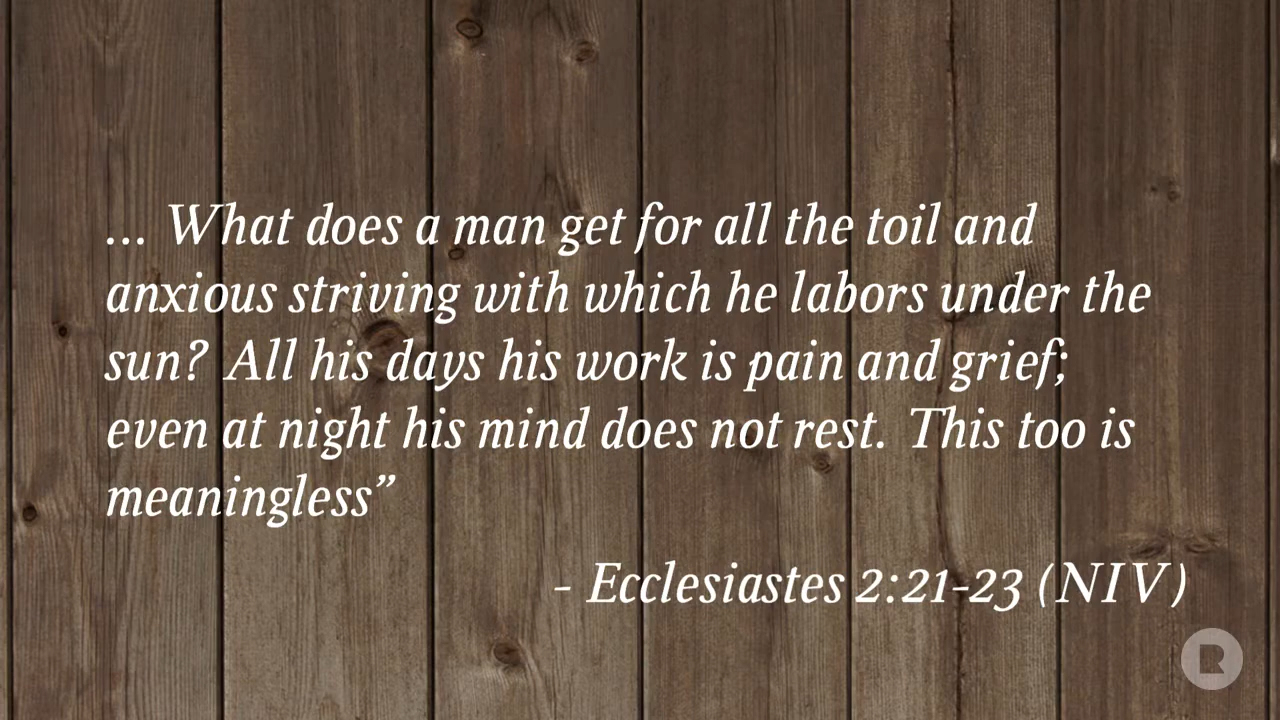 ... What does a man get for all the toil and
anxious striving with which he labors under the
sun? All his days his work is pain and grief;
even at night his mind does not rest. This too is
meaningless”
- Ecclesiastes 2:21-23 (NIV)
R